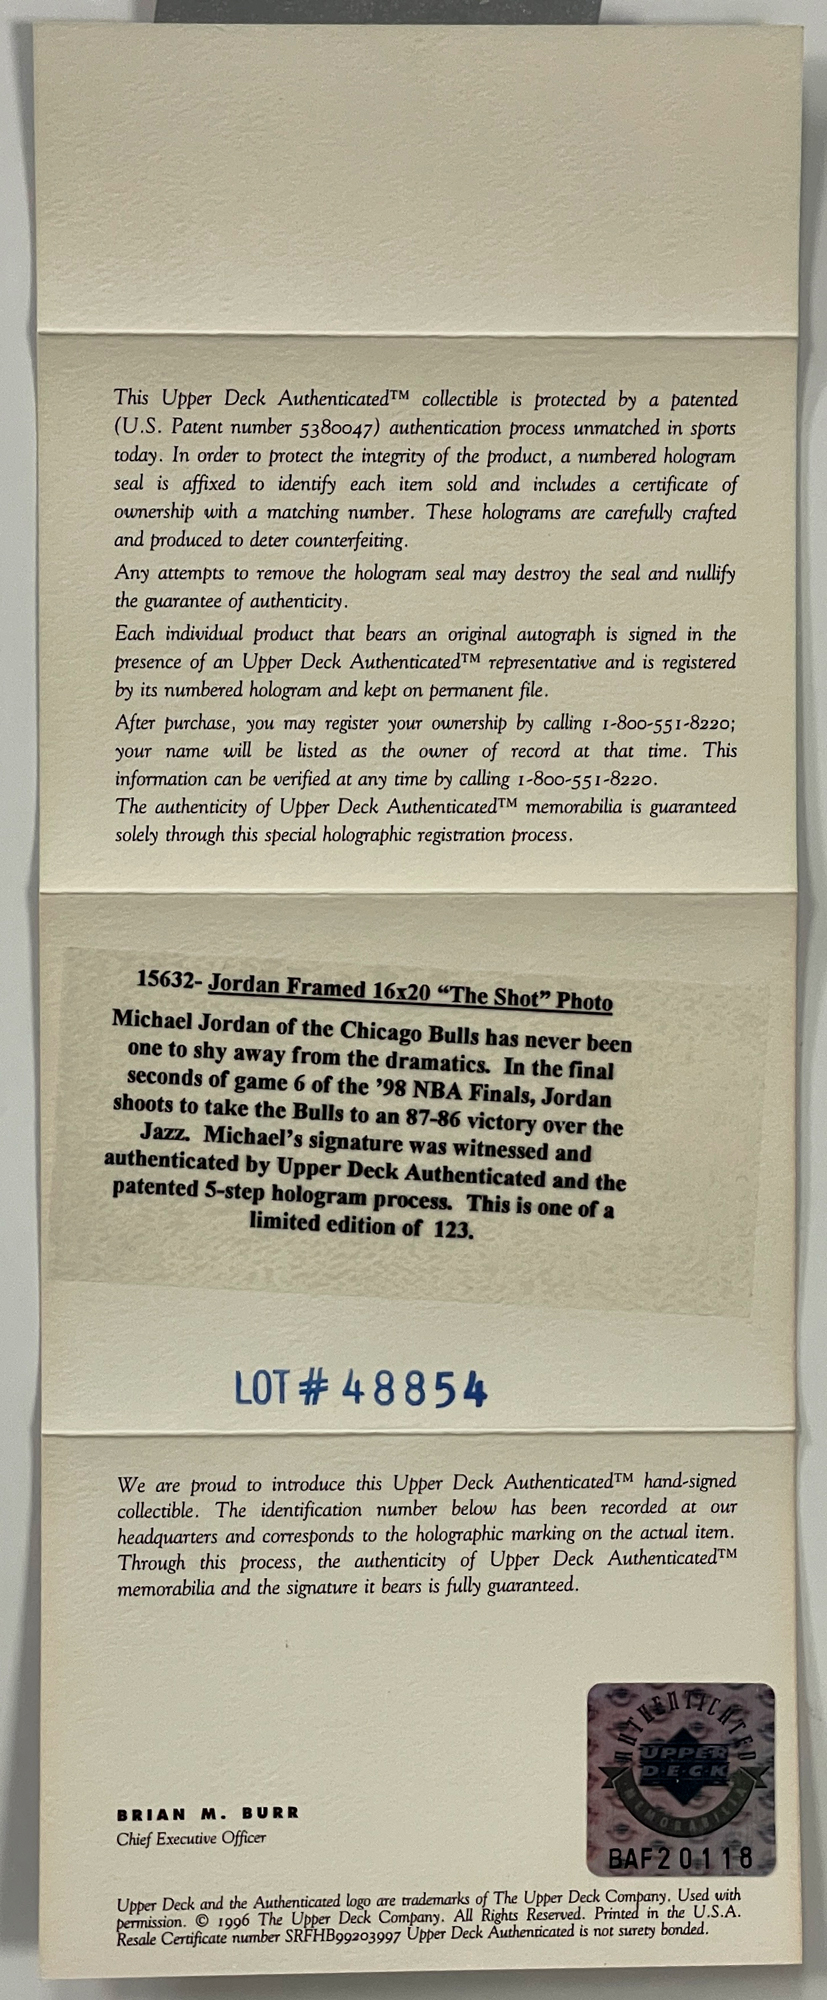 This Upper Deck Authenticated™ collectible is protected by a patented
(U.S. Patent number 5380047) authentication process unmatched in sports
today. In order to protect the integrity of the product, a numbered hologram
seal is affixed to identify each item sold and includes a certificate of
ownership with a matching number. These holograms are carefully crafted
and produced to deter counterfeiting.
Any attempts to remove the hologram seal may destroy the seal and nullify
the guarantee of authenticity.
Each individual product that bears an original autograph is signed in the
presence of an Upper Deck Authenticated™ representative and is registered
by its numbered hologram and kept on permanent file.
After purchase, you may register your ownership by calling 1-800-551-8220;
your name will be listed as the owner of record at that time. This
information can be verified at any time by calling 1-800-551-8220.
The authenticity of Upper Deck Authenticated™ memorabilia is guaranteed
solely through this special holographic registration process.
15632- Jordan Framed 16x20 “The Shot” Photo
Michael Jordan of the Chicago Bulls has never been
one to shy away from the dramatics. In the final
seconds of game 6 of the ’98 NBA Finals, Jordan
shoots to take the Bulls to an 87-86 victory over the
Jazz. Michael’s signature was witnessed and
authenticated by Upper Deck Authenticated and the
patented 5-step hologram process. This is one of a
limited edition of 123.
LOT # 48854
We are proud to introduce this Upper Deck Authenticated™ hand-signed
collectible. The identification number below has been recorded at our
headquarters and corresponds to the holographic marking on the actual item.
Through this process, the authenticity of Upper Deck Authenticated™
memorabilia and the signature it bears is fully guaranteed.
AUTHENTICATED
UPPER
D·E·C·K
MEMORABILIA
BAF20118
BRIAN M. BURR
Chief Executive Officer
Upper Deck and the Authenticated logo are trademarks of The Upper Deck Company. Used with
permission. © 1996 The Upper Deck Company. All Rights Reserved. Printed in the U.S.A.
Resale Certificate number SRFHB99203997 Upper Deck Authenticated is not surety bonded.